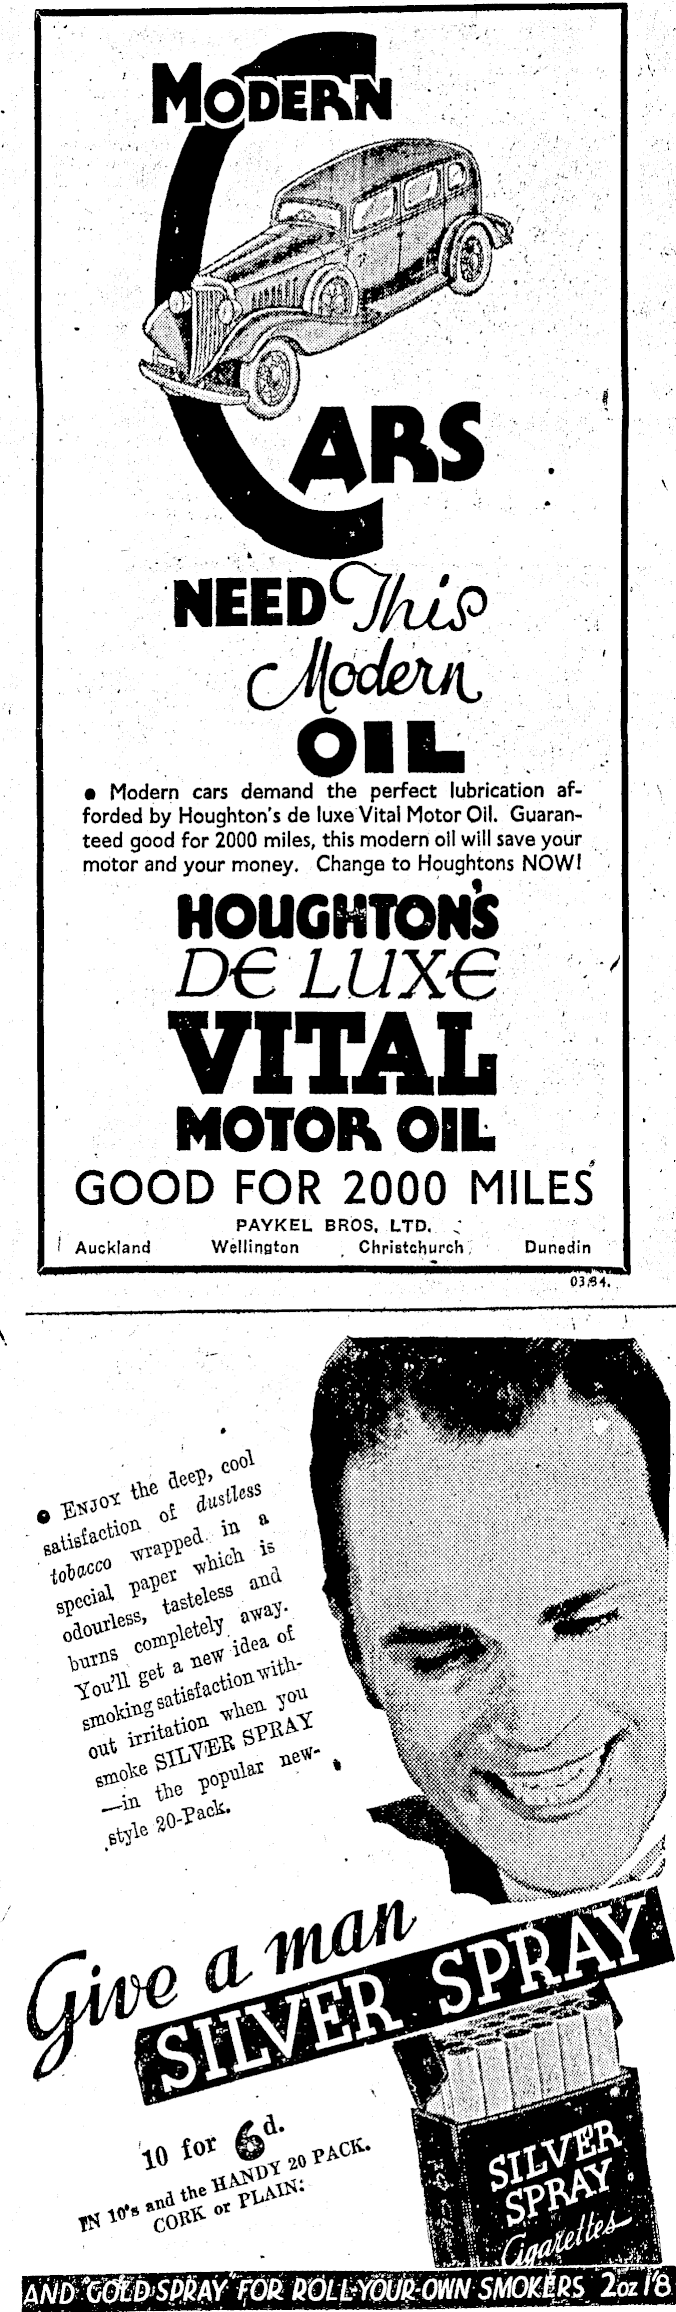 MODERN
CARS
NEED This
Modern
OIL
• Modern cars demand the perfect lubrication af-
forded by Houghton's de luxe Vital Motor Oil. Guaran-
teed good for 2000 miles, this modern oil will save your
motor and your money. Change to Houghtons NOW!
HOUGHTON'S
DE LUXE
VITAL
MOTOR OIL
GOOD FOR 2000 MILES
PAYKEL BROS. LTD.
Auckland Wellington Christchurch Dunedin
03/34.
• ENJOY the deep, cool
satisfaction of dustless
tobacco wrapped in a
special paper which is
odourless, tasteless and
burns completely away.
You'll get a new idea of
smoking satisfaction with-
out irritation when you
smoke SILVER SPRAY
—in the popular new-
style 20-Pack.
Give a man
SILVER SPRAY
10 for 6d.
IN 10's and the HANDY 20 PACK.
CORK or PLAIN:
SILVER
SPRAY
Cigarettes
AND "GOLD SPRAY" FOR ROLL-YOUR-OWN SMOKERS 2oz 1'8